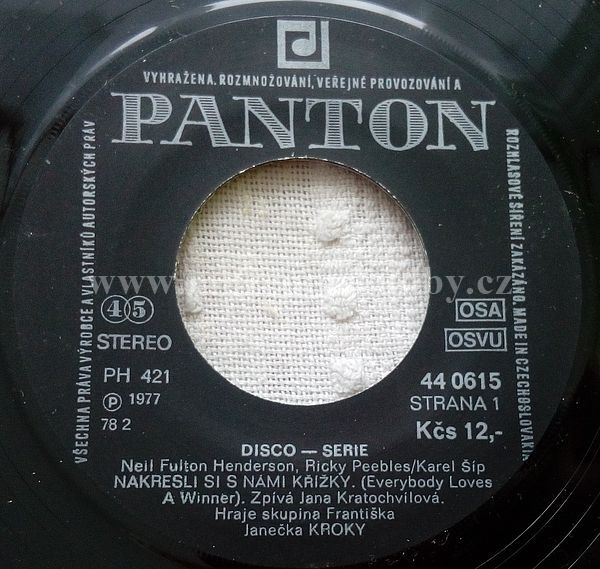 VŠECHNA PRÁVA VÝROBCE A VLASTNÍKŮ AUTORSKÝCH PRÁV
VYHRAŽENA. ROZMNOŽOVÁNÍ, VEŘEJNÉ PROVOZOVÁNÍ A
ROZHLASOVÉ ŠÍŘENÍ ZAKÁZÁNO. MADE IN CZECHOSLOVAKIA
PANTON
45
STEREO
PH 421
Ⓟ 1977
78 2
OSA
OSVU
44 0615
STRANA 1
Kčs 12,-
DISCO — SERIE
Neil Fulton Henderson, Ricky Peebles/Karel Šíp
NAKRESLI SI S NÁMI KŘÍŽKY. (Everybody Loves
A Winner). Zpívá Jana Kratochvílová.
Hraje skupina Františka
Janečka KROKY